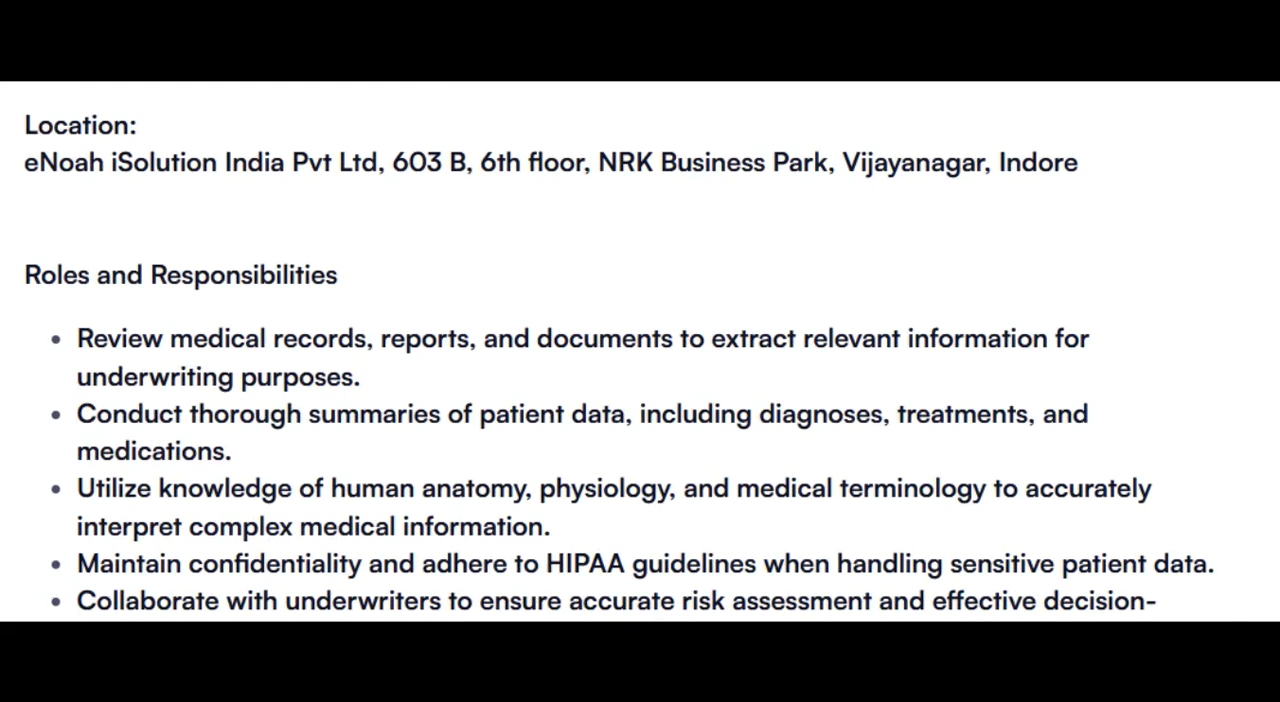 Location:
eNoah iSolution India Pvt Ltd, 603 B, 6th floor, NRK Business Park, Vijayanagar, Indore
Roles and Responsibilities
• Review medical records, reports, and documents to extract relevant information for
underwriting purposes.
• Conduct thorough summaries of patient data, including diagnoses, treatments, and
medications.
• Utilize knowledge of human anatomy, physiology, and medical terminology to accurately
interpret complex medical information.
• Maintain confidentiality and adhere to HIPAA guidelines when handling sensitive patient data.
• Collaborate with underwriters to ensure accurate risk assessment and effective decision-